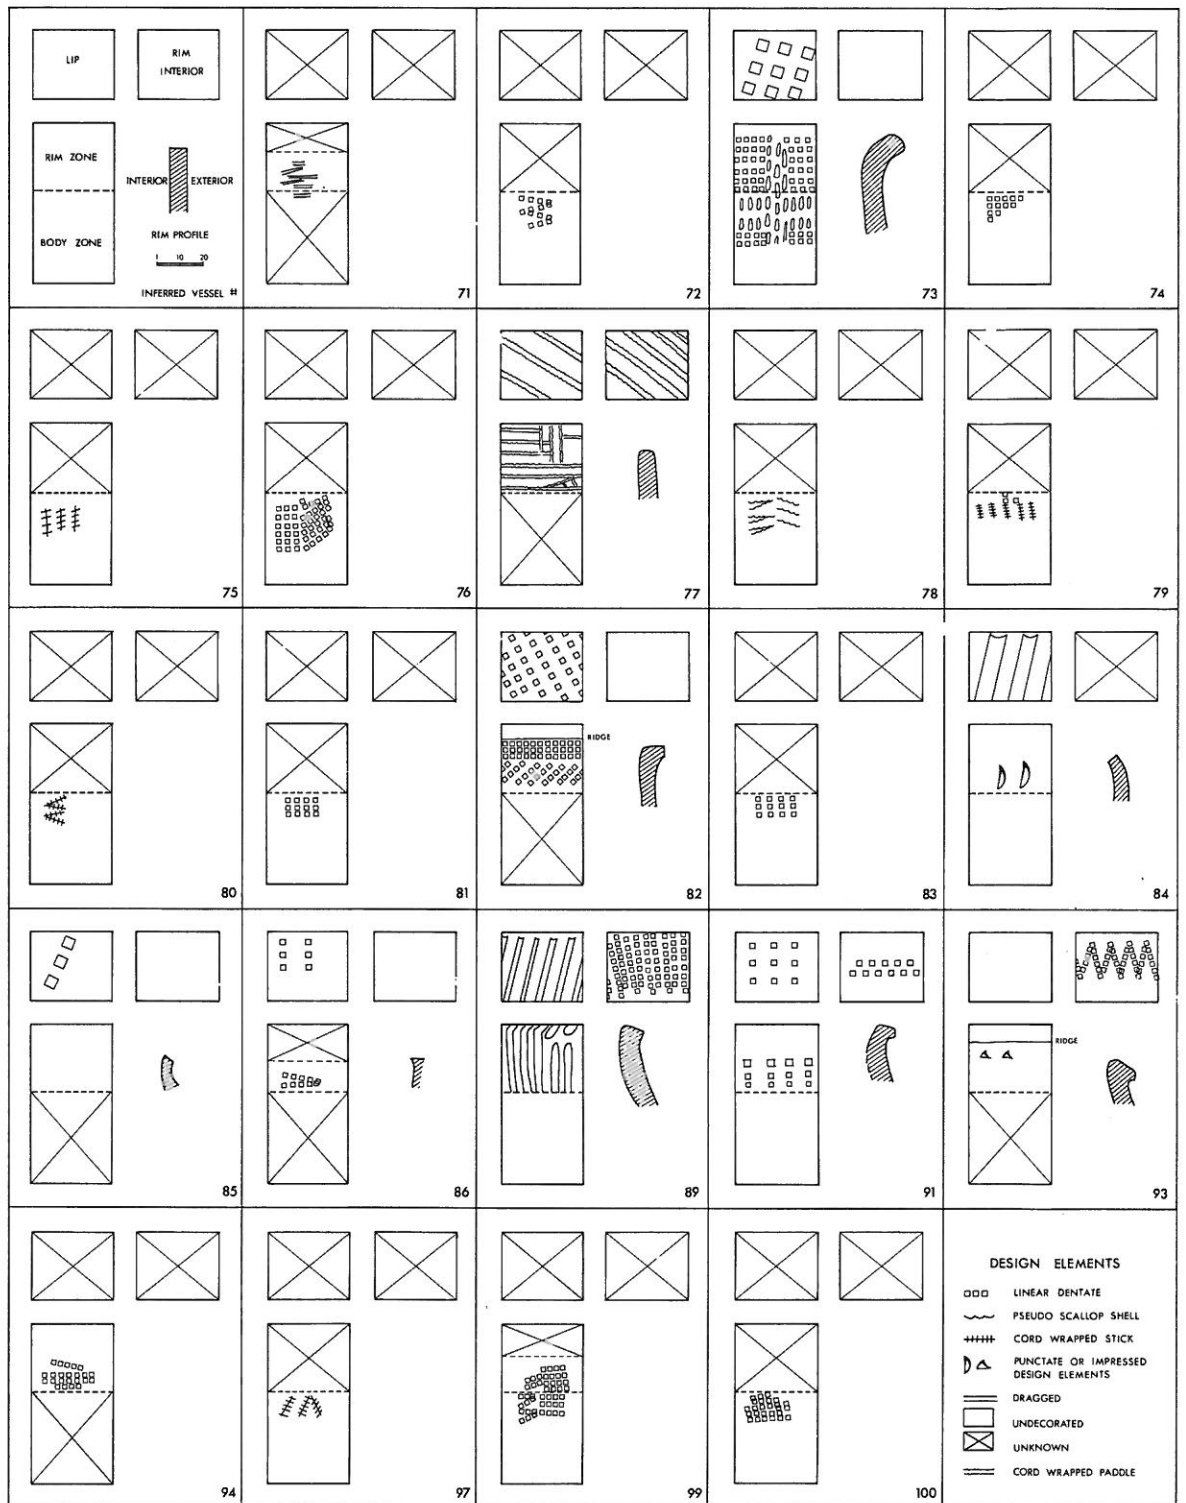 LIP
RIM
INTERIOR
RIM ZONE
INTERIOR
EXTERIOR
BODY ZONE
RIM PROFILE
1 10 20
INFERRED VESSEL #
71
72
73
74
75
76
77
78
79
80
81
RIDGE
82
83
84
85
86
89
91
RIDGE
93
94
97
99
100
DESIGN ELEMENTS
LINEAR DENTATE
PSEUDO SCALLOP SHELL
CORD WRAPPED STICK
PUNCTATE OR IMPRESSED
DESIGN ELEMENTS
DRAGGED
UNDECORATED
UNKNOWN
CORD WRAPPED PADDLE